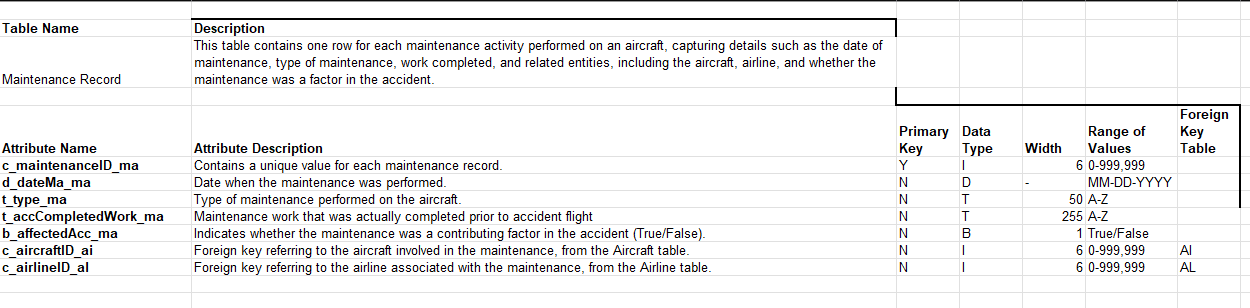 Table Name Description
This table contains one row for each maintenance activity performed on an aircraft, capturing details such as the date of
maintenance, type of maintenance, work completed, and related entities, including the aircraft, airline, and whether the
Maintenance Record maintenance was a factor in the accident.
Foreign
Primary Data Range of Key
Attribute Name Attribute Description Key Type Width Values Table
c_maintenanceID_ma Contains a unique value for each maintenance record. Y I 6 0-999,999
d_dateMa_ma Date when the maintenance was performed. N D - MM-DD-YYYY
t_type_ma Type of maintenance performed on the aircraft. N T 50 A-Z
t_accCompletedWork_ma Maintenance work that was actually completed prior to accident flight N T 255 A-Z
b_affectedAcc_ma Indicates whether the maintenance was a contributing factor in the accident (True/False). N B 1 True/False
c_aircraftID_ai Foreign key referring to the aircraft involved in the maintenance, from the Aircraft table. N I 6 0-999,999 AI
c_airlineID_al Foreign key referring to the airline associated with the maintenance, from the Airline table. N I 6 0-999,999 AL